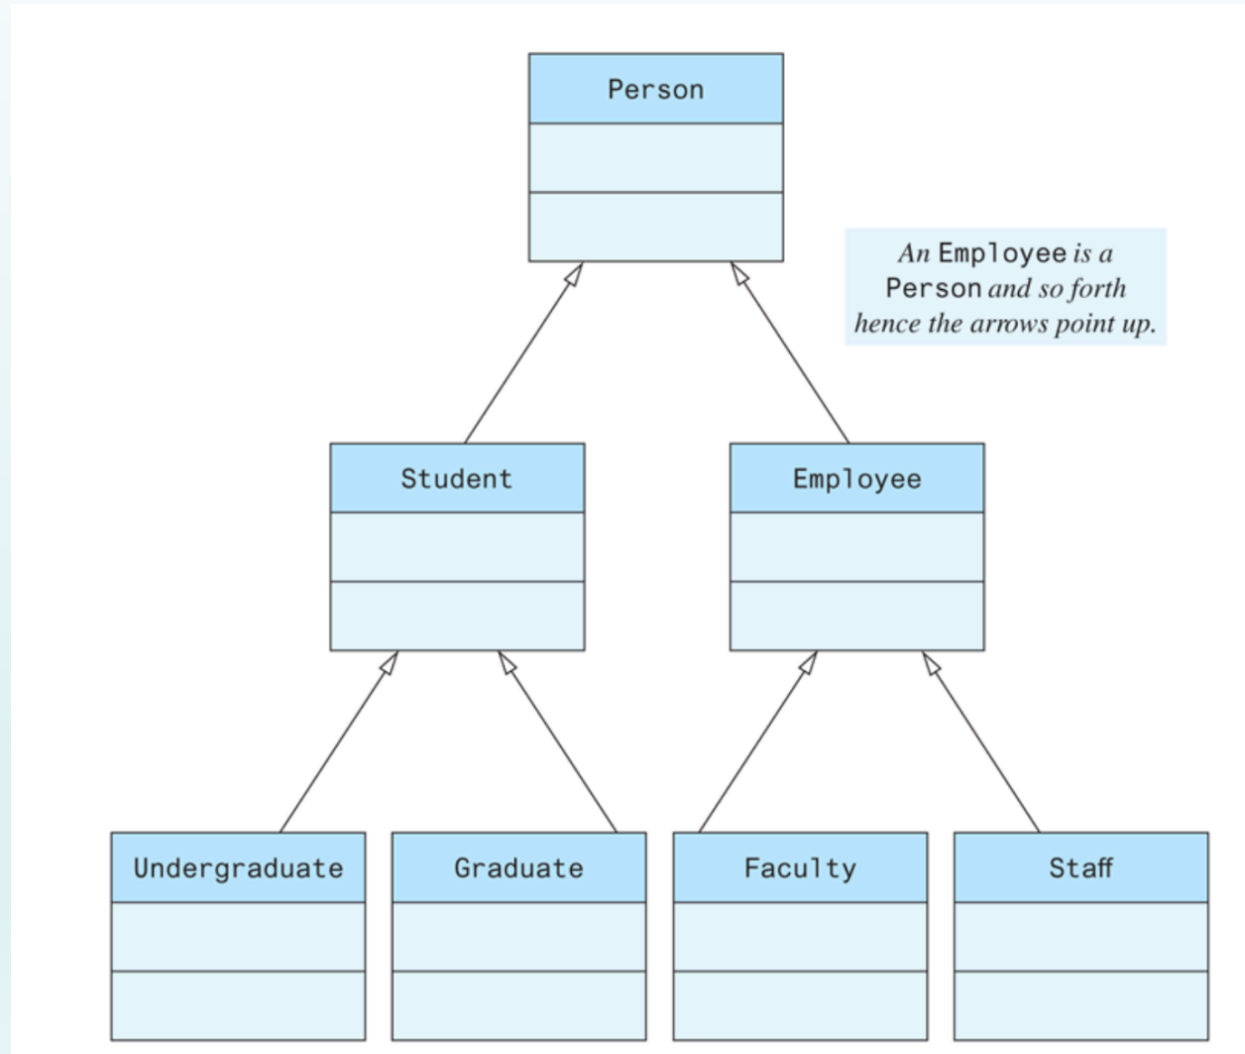 Person
An Employee is a
Person and so forth
hence the arrows point up.
Student
Employee
Undergraduate
Graduate
Faculty
Staff